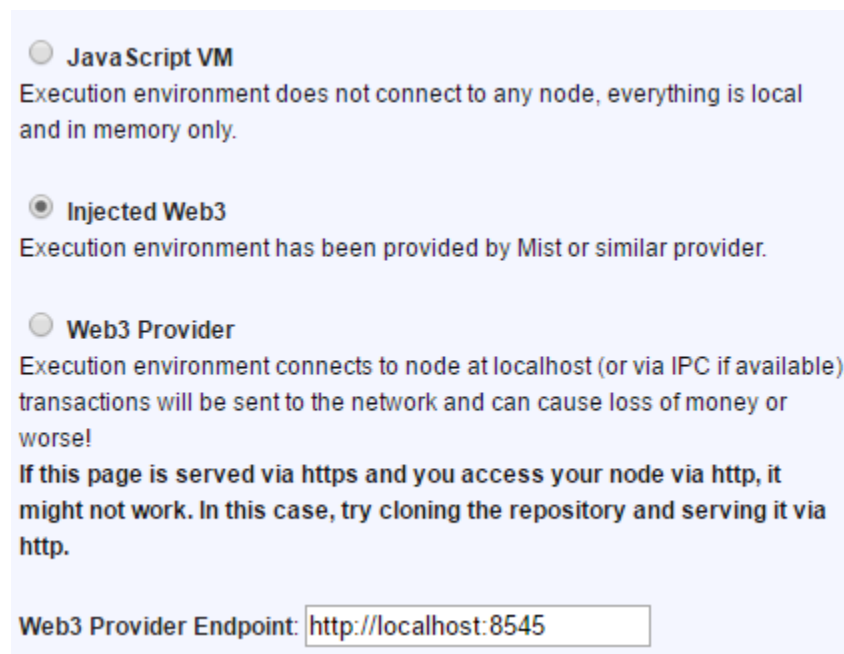 JavaScript VM
Execution environment does not connect to any node, everything is local
and in memory only.
Injected Web3
Execution environment has been provided by Mist or similar provider.
Web3 Provider
Execution environment connects to node at localhost (or via IPC if available)
transactions will be sent to the network and can cause loss of money or
worse!
If this page is served via https and you access your node via http, it
might not work. In this case, try cloning the repository and serving it via
http.
Web3 Provider Endpoint: http://localhost:8545